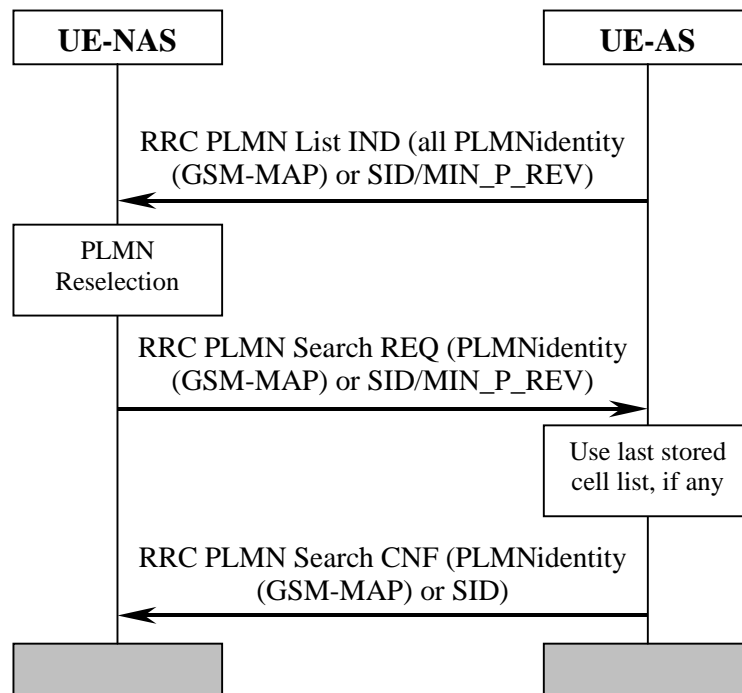 UE-NAS
UE-AS
RRC PLMN List IND (all PLMNidentity
(GSM-MAP) or SID/MIN_P_REV)
PLMN
Reselection
RRC PLMN Search REQ (PLMNidentity
(GSM-MAP) or SID/MIN_P_REV)
Use last stored
cell list, if any
RRC PLMN Search CNF (PLMNidentity
(GSM-MAP) or SID)